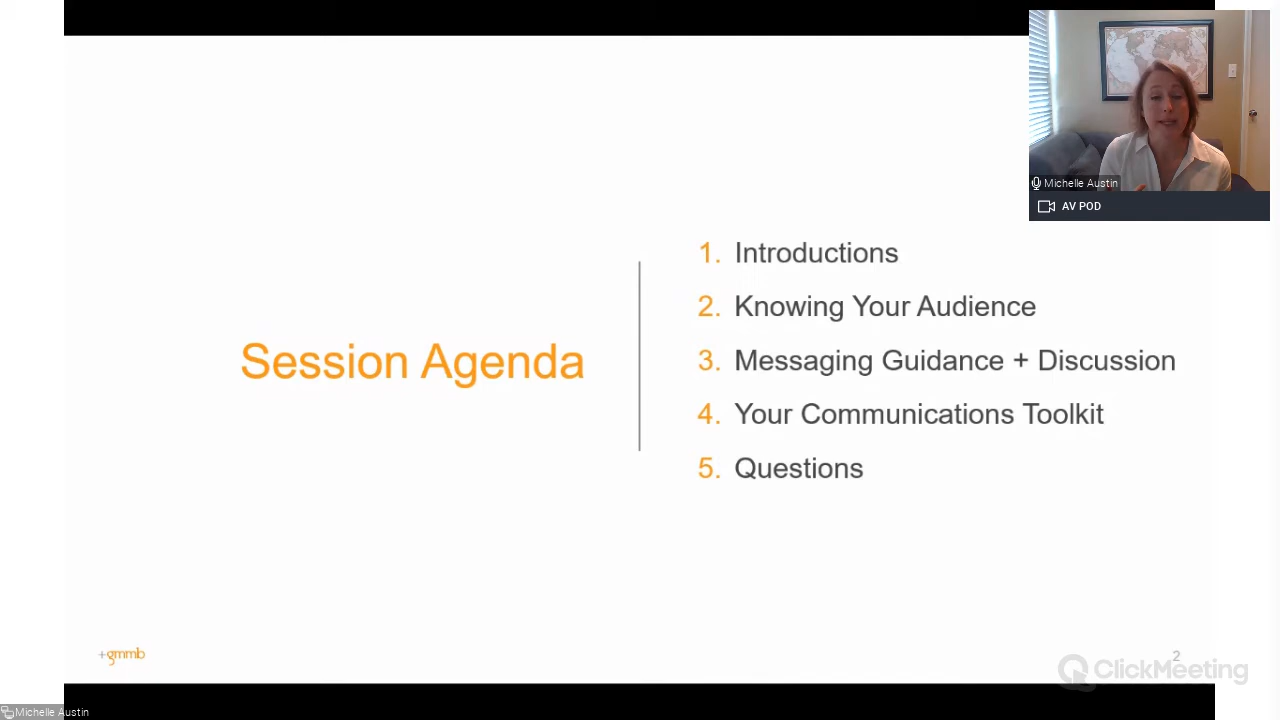 Session Agenda
1. Introductions
2. Knowing Your Audience
3. Messaging Guidance + Discussion
4. Your Communications Toolkit
5. Questions
Michelle Austin
AV POD
+gmmb
2
ClickMeeting
Michelle Austin